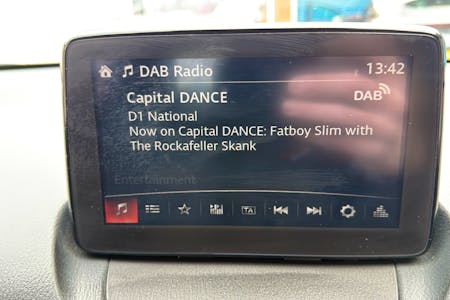 DAB Radio 13:42
Capital DANCE DAB
D1 National
Now on Capital DANCE: Fatboy Slim with
The Rockafeller Skank
Entertainment
TA